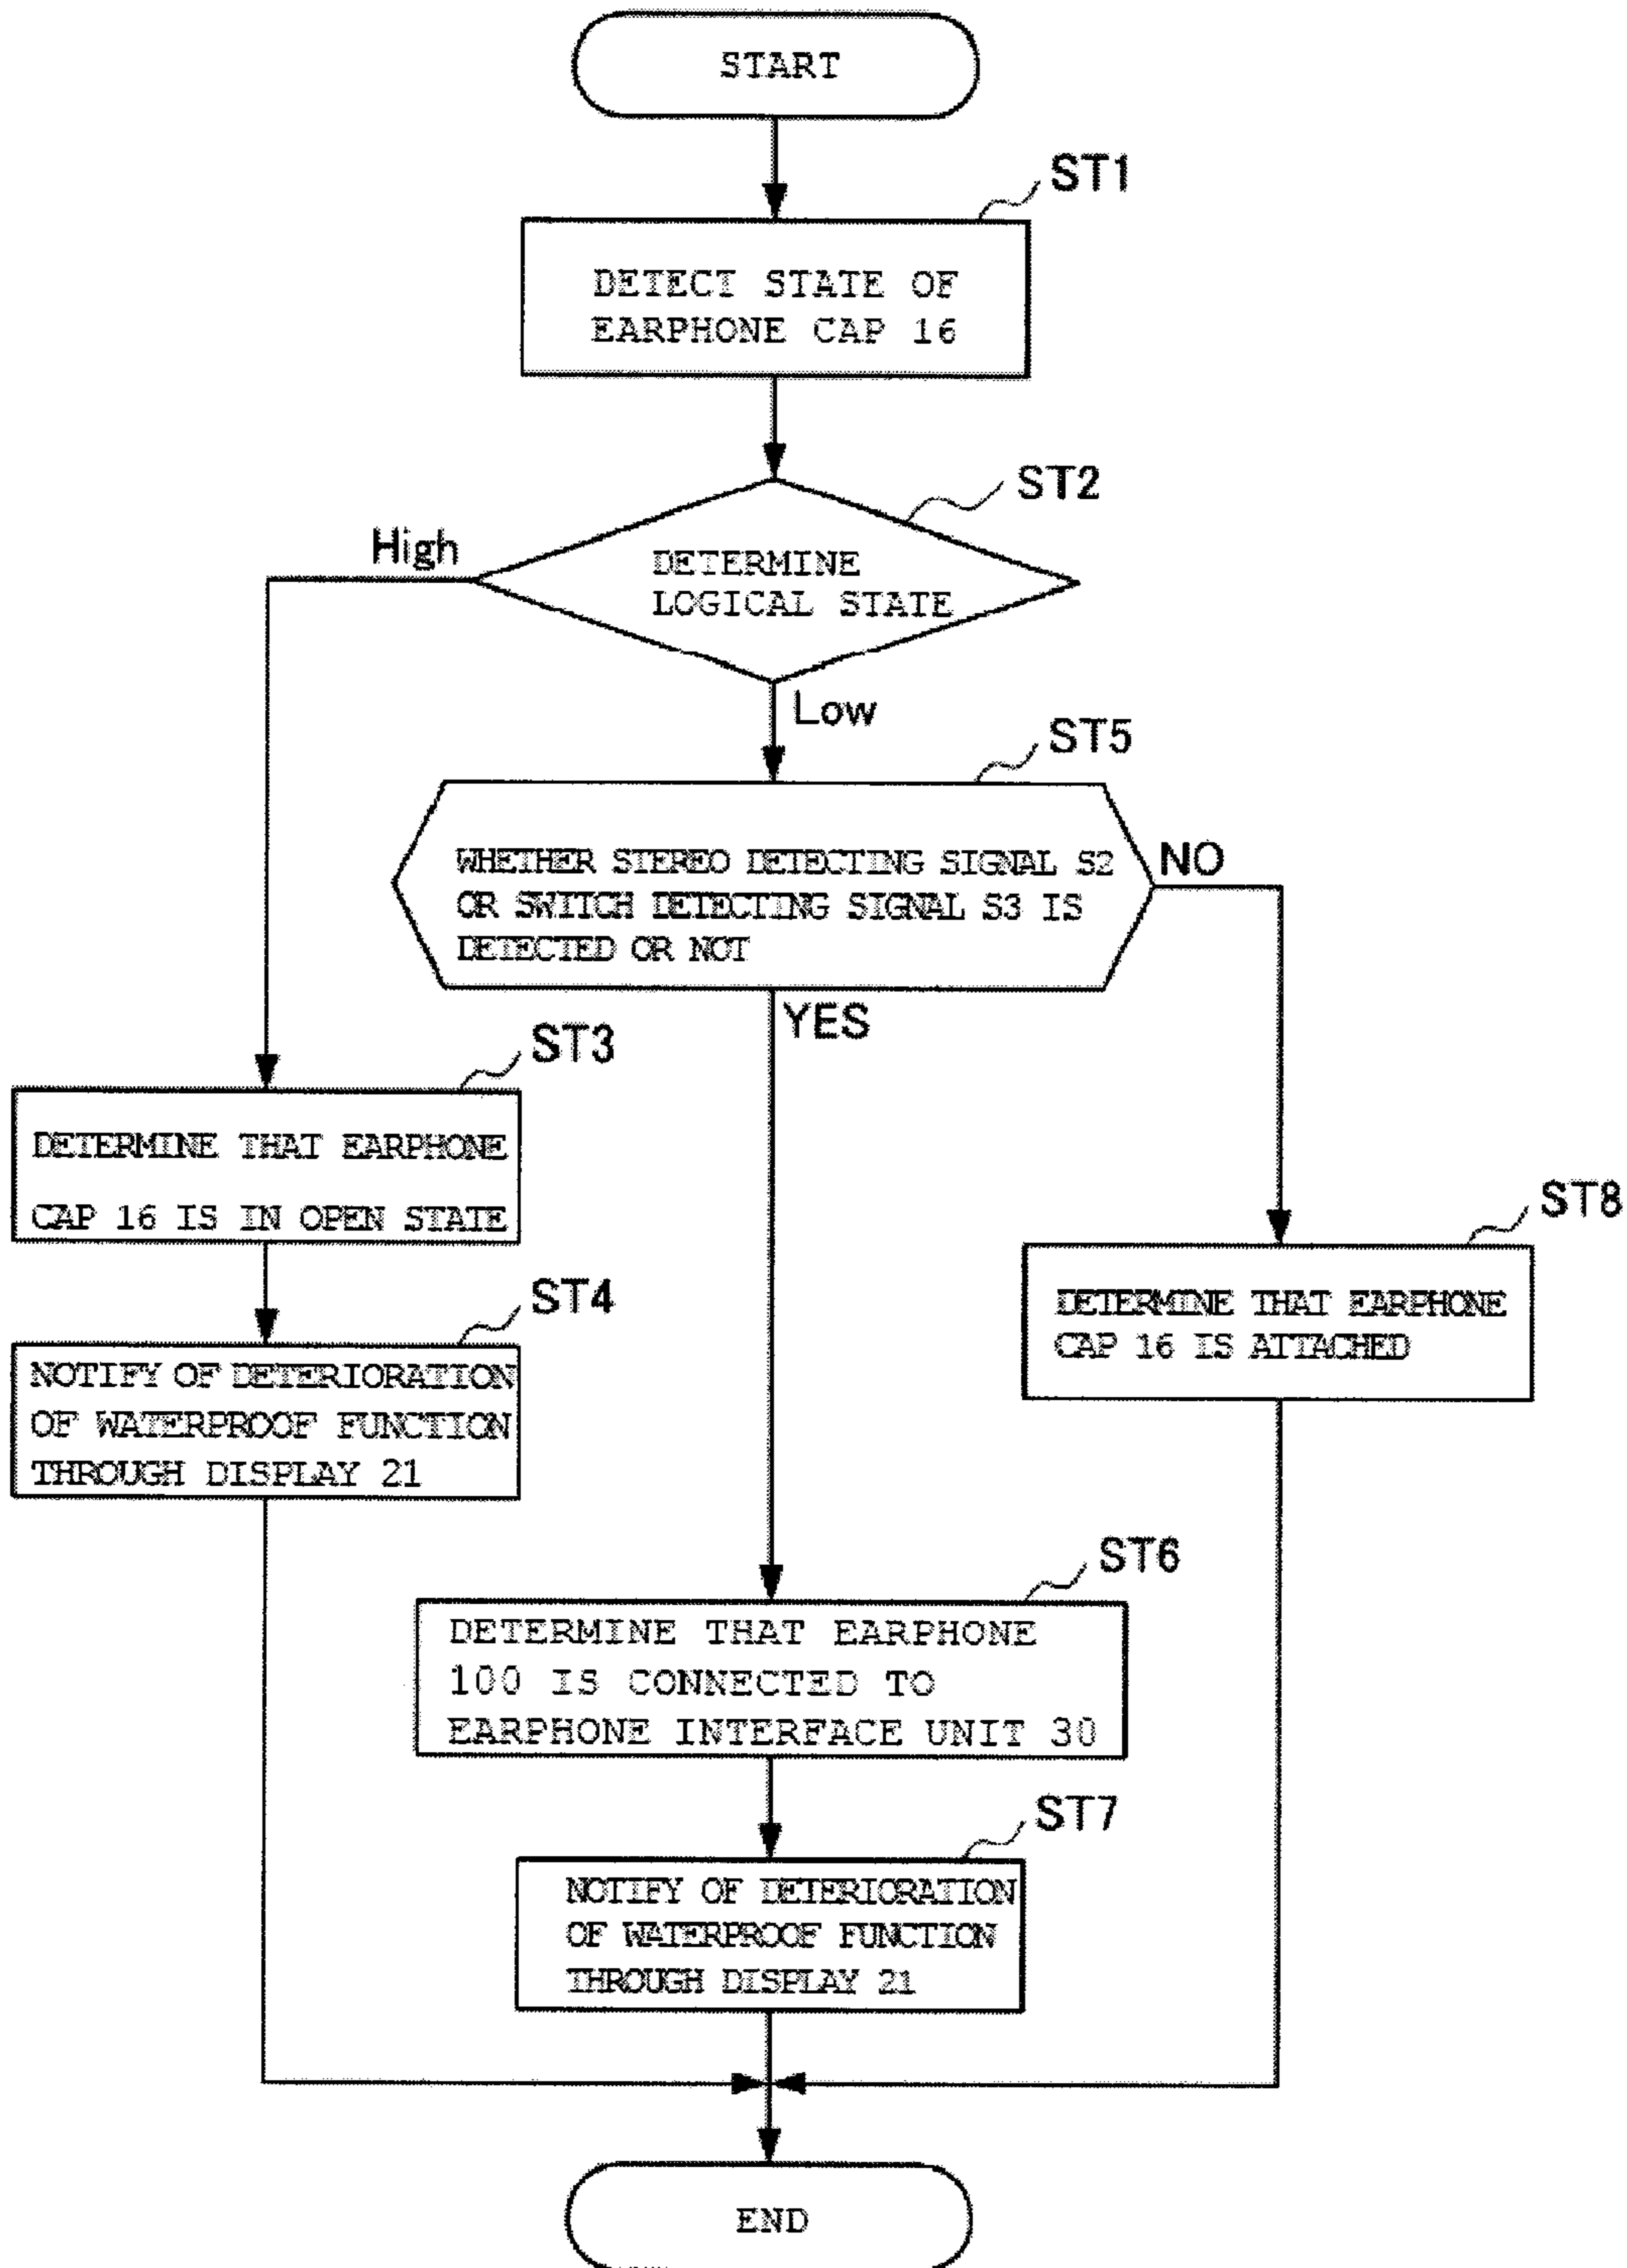 START
ST1
DETECT STATE OF
EARPHONE CAP 16
ST2
High
DETERMINE
LOGICAL STATE
Low
ST5
WHETHER STEREO DETECTING SIGNAL S2
OR SWITCH DETECTING SIGNAL S3 IS
DETECTED OR NOT
NO
YES
ST3
DETERMINE THAT EARPHONE
CAP 16 IS IN OPEN STATE
ST8
DETERMINE THAT EARPHONE
CAP 16 IS ATTACHED
ST4
NOTIFY OF DETERIORATION
OF WATERPROOF FUNCTION
THROUGH DISPLAY 21
ST6
DETERMINE THAT EARPHONE
100 IS CONNECTED TO
EARPHONE INTERFACE UNIT 30
ST7
NOTIFY OF DETERIORATION
OF WATERPROOF FUNCTION
THROUGH DISPLAY 21
END